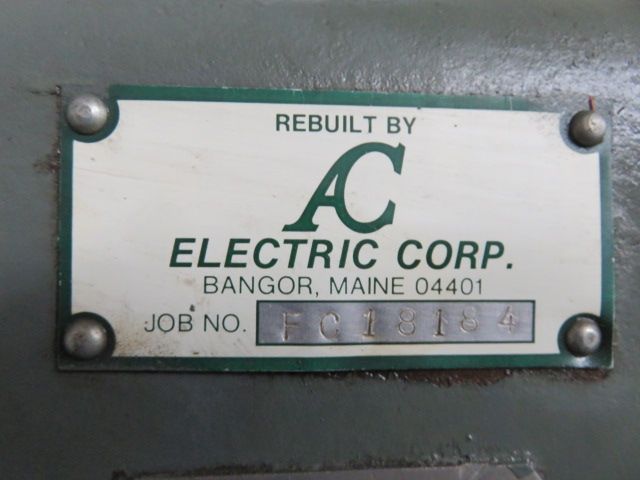 REBUILT BY
AC
ELECTRIC CORP.
BANGOR, MAINE 04401
JOB NO. FC18184